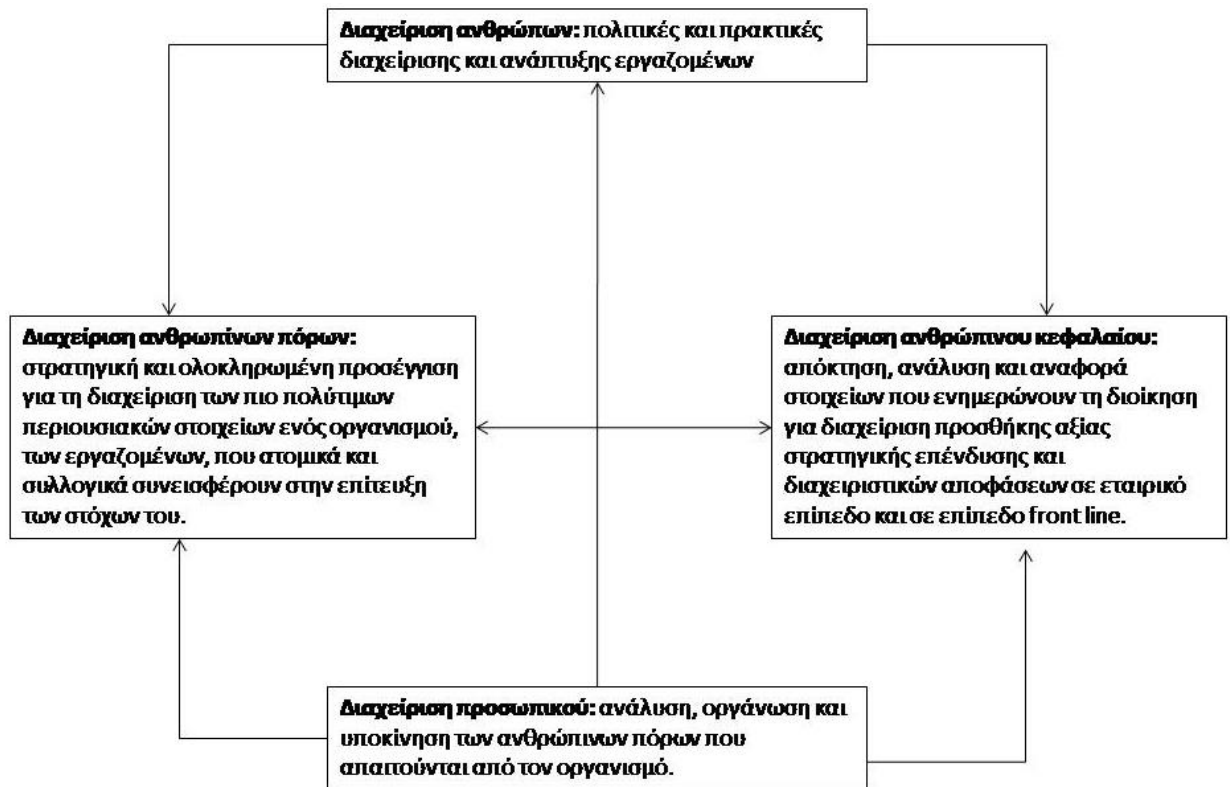 Διαχείριση ανθρώπων: πολιτικές και πρακτικές
διαχείρισης και ανάπτυξης εργαζομένων
Διαχείριση ανθρωπίνων πόρων:
στρατηγική και ολοκληρωμένη προσέγγιση
για τη διαχείριση των πιο πολύτιμων
περιουσιακών στοιχείων ενός οργανισμού,
των εργαζομένων, που ατομικά και
συλλογικά συνεισφέρουν στην επίτευξη
των στόχων του.
Διαχείριση ανθρώπινου κεφαλαίου:
απόκτηση, ανάλυση και αναφορά
στοιχείων που ενημερώνουν τη διοίκηση
για διαχείριση προσθήκης αξίας
στρατηγικής επένδυσης και
διαχειριστικών αποφάσεων σε εταιρικό
επίπεδο και σε επίπεδο front line.
Διαχείριση προσωπικού: ανάλυση, οργάνωση και
υποκίνηση των ανθρώπινων πόρων που
απαιτούνται από τον οργανισμό.